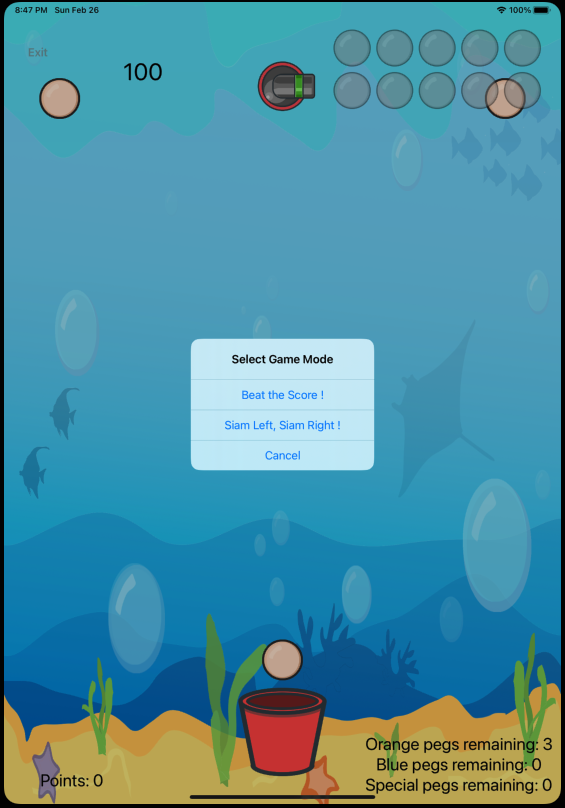 8:47 PM Sun Feb 26
100%
Exit
100
Select Game Mode
Beat the Score !
Siam Left, Siam Right !
Cancel
Orange pegs remaining: 3
Blue pegs remaining: 0
Points: 0
Special pegs remaining: 0